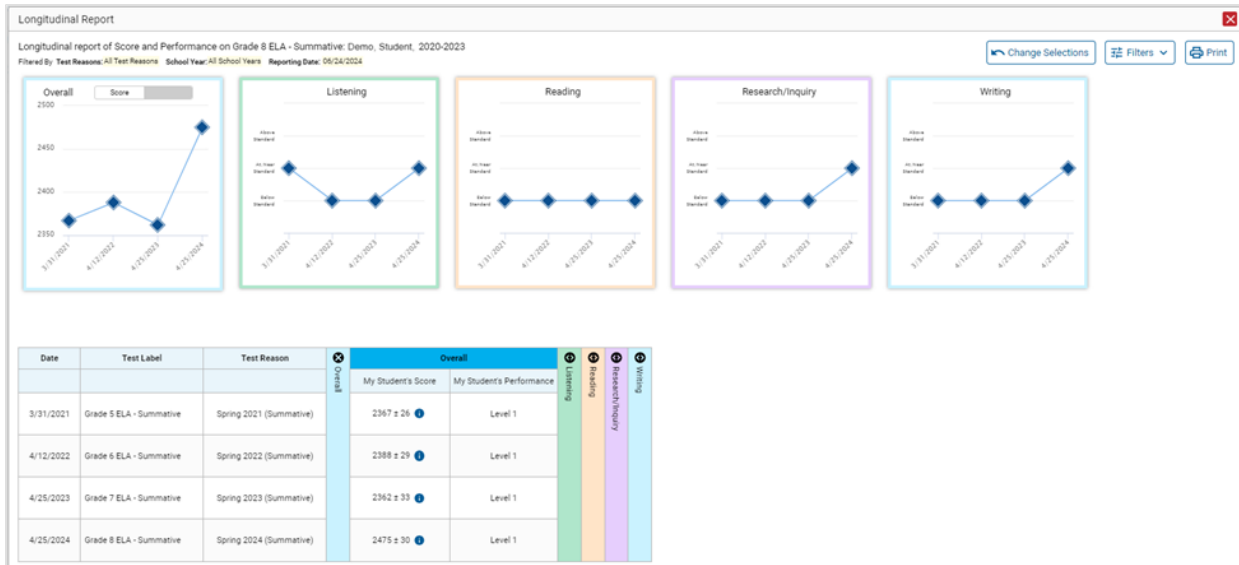 Longitudinal Report
Longitudinal report of Score and Performance on Grade 8 ELA - Summative: Demo, Student, 2020-2023
Filtered By Test Reasons: All Test Reasons School Year: All School Years Reporting Date: 06/24/2024
Change Selections
Filters
Print
Overall
Score
2500
2450
2400
2350
3/31/2021
4/12/2022
4/25/2023
4/25/2024
Listening
Above
Standard
At/Near
Standard
Below
Standard
3/31/2021
4/12/2022
4/25/2023
4/25/2024
Reading
Above
Standard
At/Near
Standard
Below
Standard
3/31/2021
4/12/2022
4/25/2023
4/25/2024
Research/Inquiry
Above
Standard
At/Near
Standard
Below
Standard
3/31/2021
4/12/2022
4/25/2023
4/25/2024
Writing
Above
Standard
At/Near
Standard
Below
Standard
3/31/2021
4/12/2022
4/25/2023
4/25/2024
Date Test Label Test Reason Overall Overall Listening Reading Research/Inquiry Writing
My Student's Score My Student's Performance
3/31/2021 Grade 5 ELA - Summative Spring 2021 (Summative) 2367 ± 26 Level 1
4/12/2022 Grade 6 ELA - Summative Spring 2022 (Summative) 2388 ± 29 Level 1
4/25/2023 Grade 7 ELA - Summative Spring 2023 (Summative) 2362 ± 33 Level 1
4/25/2024 Grade 8 ELA - Summative Spring 2024 (Summative) 2475 ± 30 Level 1